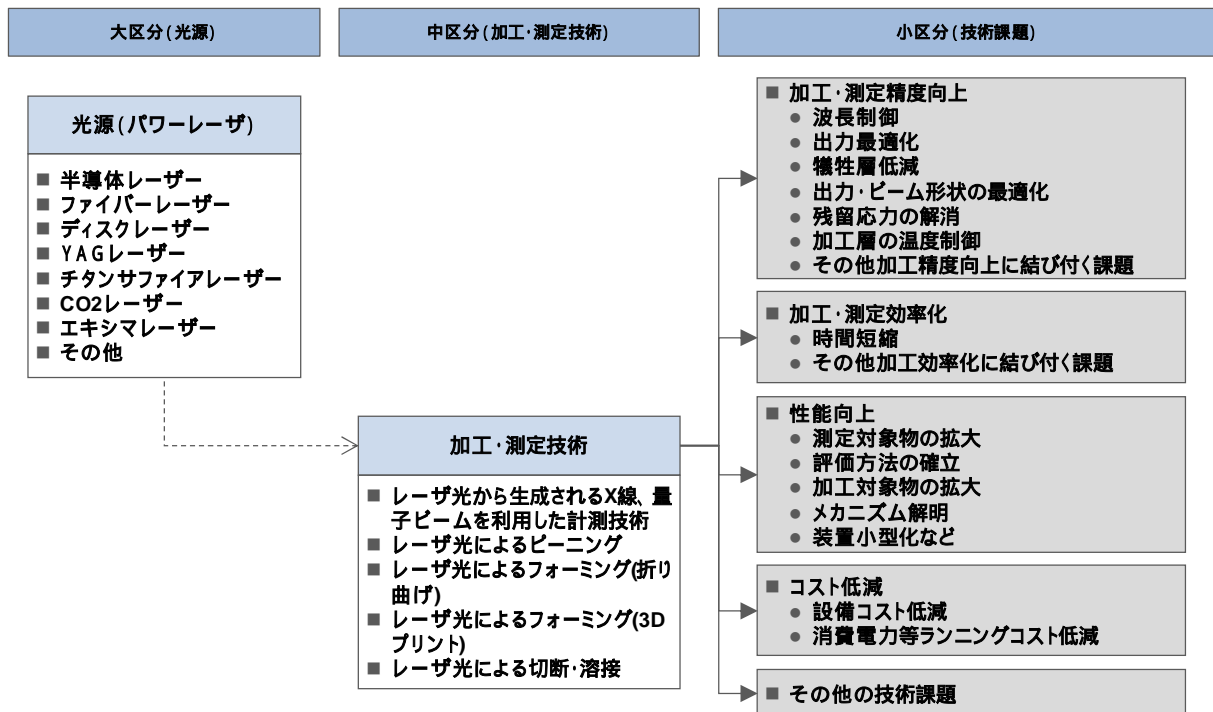 大区分(光源)
中区分(加工･測定技術)
小区分(技術課題)
光源(パワーレーザ)
■ 半導体レーザー
■ ファイバーレーザー
■ ディスクレーザー
■ YAGレーザー
■ チタンサファイアレーザー
■ CO2レーザー
■ エキシマレーザー
■ その他
加工･測定技術
■ レーザ光から生成されるX線、量
子ビームを利用した計測技術
■ レーザ光によるピーニング
■ レーザ光によるフォーミング(折り
曲げ)
■ レーザ光によるフォーミング(3D
プリント)
■ レーザ光による切断･溶接
■ 加工･測定精度向上
● 波長制御
● 出力最適化
● 犠牲層低減
● 出力･ビーム形状の最適化
● 残留応力の解消
● 加工層の温度制御
● その他加工精度向上に結び付く課題
■ 加工･測定効率化
● 時間短縮
● その他加工効率化に結び付く課題
■ 性能向上
● 測定対象物の拡大
● 評価方法の確立
● 加工対象物の拡大
● メカニズム解明
● 装置小型化など
■ コスト低減
● 設備コスト低減
● 消費電力等ランニングコスト低減
■ その他の技術課題